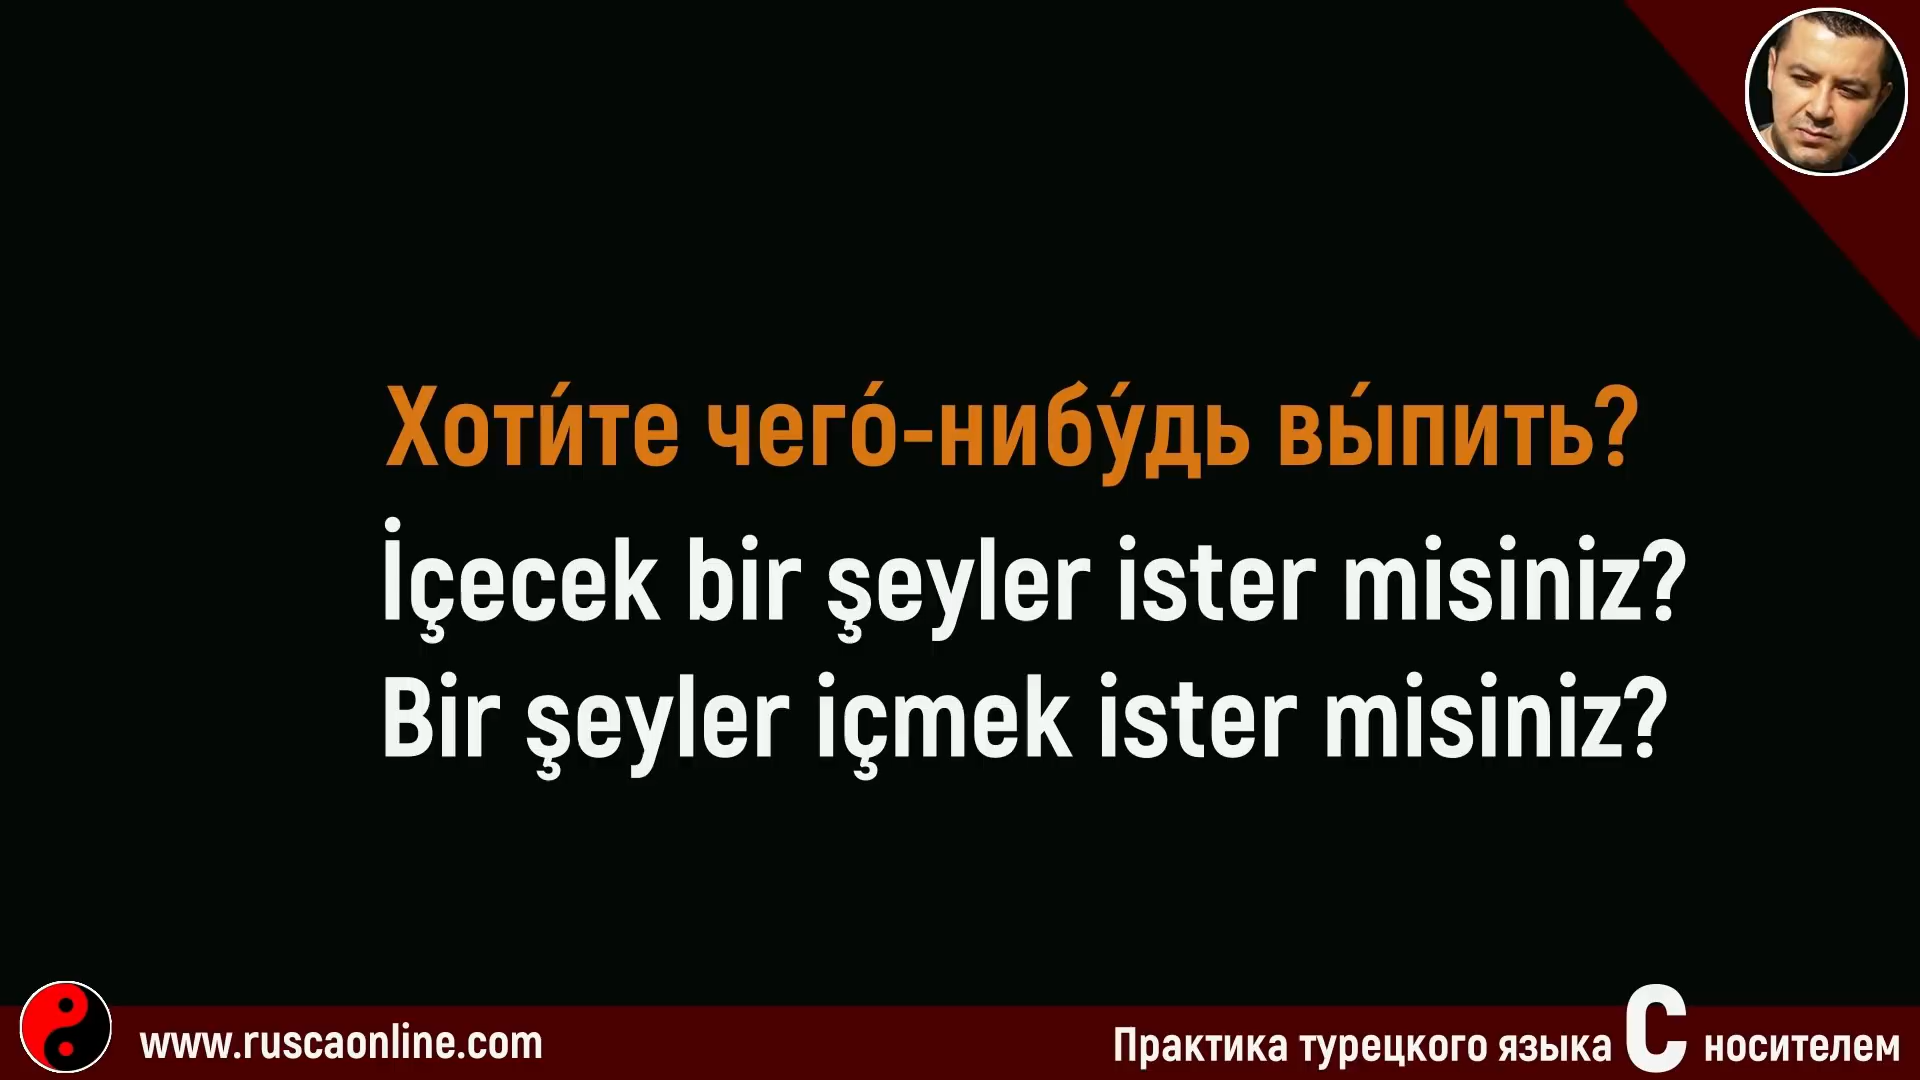 Хоти́те чего́-нибу́дь вы́пить?
İçecek bir şeyler ister misiniz?
Bir şeyler içmek ister misiniz?
www.ruscaonline.com
Практика турецкого языка С носителем